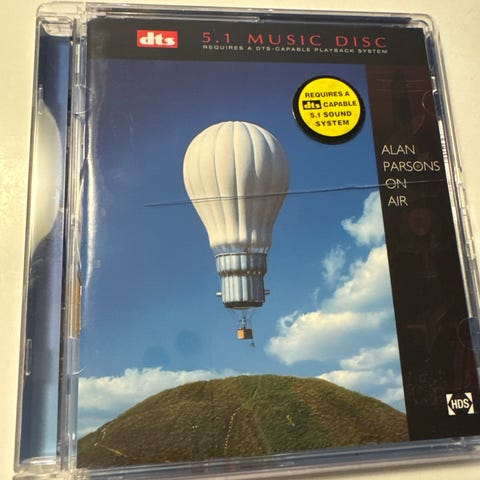 dts 5.1 MUSIC DISC
REQUIRES A DTS-CAPABLE PLAYBACK SYSTEM
REQUIRES A
dts CAPABLE
5.1 SOUND
SYSTEM
ALAN
PARSONS
ON
AIR
HDS